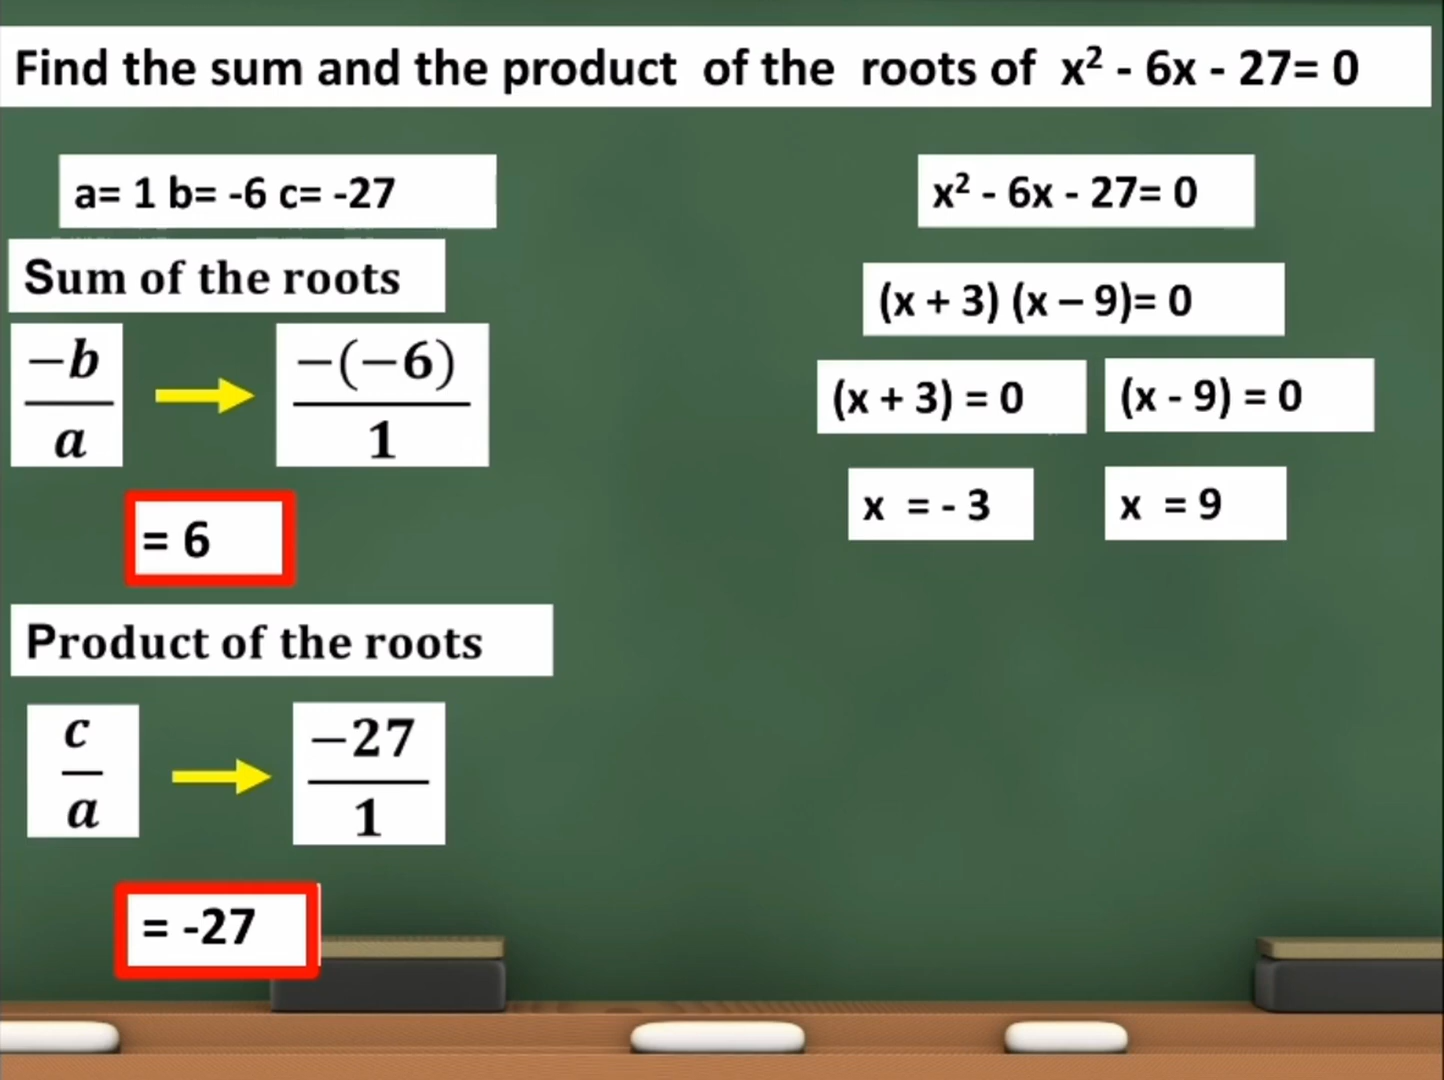 Find the sum and the product of the roots of x² - 6x - 27= 0
a= 1 b= -6 c= -27
Sum of the roots
−b/a
−(−6)/1
= 6
Product of the roots
c/a
−27/1
= -27
x² - 6x - 27= 0
(x + 3) (x – 9)= 0
(x + 3) = 0
(x - 9) = 0
x = - 3
x = 9